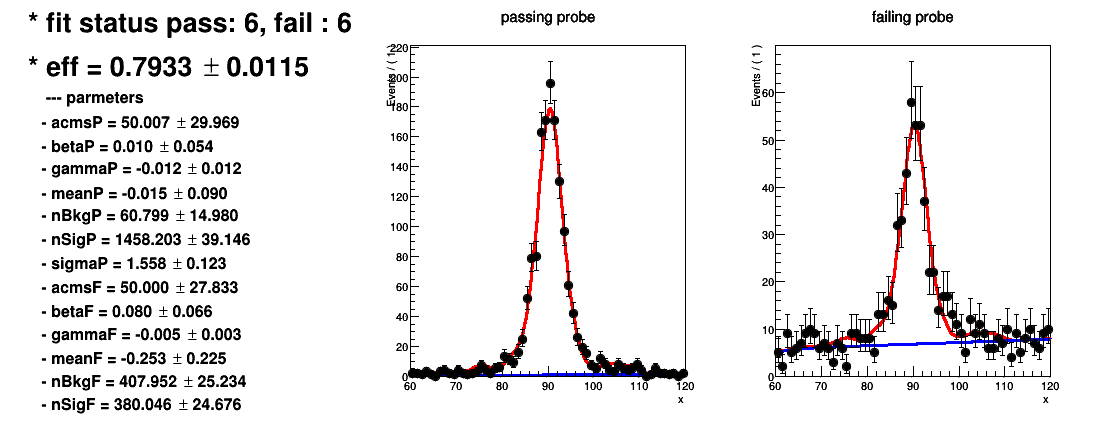 * fit status pass: 6, fail : 6
* eff = 0.7933 ± 0.0115
--- parmeters
- acmsP = 50.007 ± 29.969
- betaP = 0.010 ± 0.054
- gammaP = -0.012 ± 0.012
- meanP = -0.015 ± 0.090
- nBkgP = 60.799 ± 14.980
- nSigP = 1458.203 ± 39.146
- sigmaP = 1.558 ± 0.123
- acmsF = 50.000 ± 27.833
- betaF = 0.080 ± 0.066
- gammaF = -0.005 ± 0.003
- meanF = -0.253 ± 0.225
- nBkgF = 407.952 ± 25.234
- nSigF = 380.046 ± 24.676
passing probe
Events / ( 1 )
220
200
180
160
140
120
100
80
60
40
20
0
60 70 80 90 100 110 120
x
failing probe
Events / ( 1 )
60
50
40
30
20
10
0
60 70 80 90 100 110 120
x